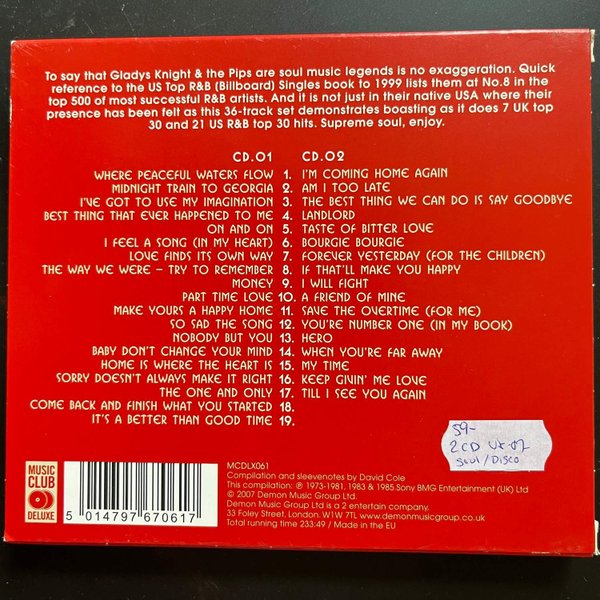 To say that Gladys Knight & the Pips are soul music legends is no exaggeration. Quick
reference to the US Top R&B (Billboard) Singles book to 1999 lists them at No.8 in the
top 500 of most successful R&B artists. And it is not just in their native USA where their
presence has been felt as this 36-track set demonstrates boasting as it does 7 UK top
30 and 21 US R&B top 30 hits. Supreme soul, enjoy.
CD.01 CD.02
WHERE PEACEFUL WATERS FLOW 1. I'M COMING HOME AGAIN
MIDNIGHT TRAIN TO GEORGIA 2. AM I TOO LATE
I'VE GOT TO USE MY IMAGINATION 3. THE BEST THING WE CAN DO IS SAY GOODBYE
BEST THING THAT EVER HAPPENED TO ME 4. LANDLORD
ON AND ON 5. TASTE OF BITTER LOVE
I FEEL A SONG (IN MY HEART) 6. BOURGIE BOURGIE
LOVE FINDS ITS OWN WAY 7. FOREVER YESTERDAY (FOR THE CHILDREN)
THE WAY WE WERE – TRY TO REMEMBER 8. IF THAT'LL MAKE YOU HAPPY
MONEY 9. I WILL FIGHT
PART TIME LOVE 10. A FRIEND OF MINE
MAKE YOURS A HAPPY HOME 11. SAVE THE OVERTIME (FOR ME)
SO SAD THE SONG 12. YOU'RE NUMBER ONE (IN MY BOOK)
NOBODY BUT YOU 13. HERO
BABY DON'T CHANGE YOUR MIND 14. WHEN YOU'RE FAR AWAY
HOME IS WHERE THE HEART IS 15. MY TIME
SORRY DOESN'T ALWAYS MAKE IT RIGHT 16. KEEP GIVIN' ME LOVE
THE ONE AND ONLY 17. TILL I SEE YOU AGAIN
COME BACK AND FINISH WHAT YOU STARTED 18.
IT'S A BETTER THAN GOOD TIME 19.
59-
2CD UK-07
Soul/Disco
MUSIC
CLUB
DELUXE
5 014797 670617
MCDLX061
Compilation and sleevenotes by David Cole
This compilation: ℗ 1973-1981, 1983 & 1985 Sony BMG Entertainment (UK) Ltd
© 2007 Demon Music Group Ltd.
Demon Music Group Ltd is a 2 entertain company,
33 Foley Street, London. W1W 7TL www.demonmusicgroup.co.uk
Total running time 233:49 / Made in the EU